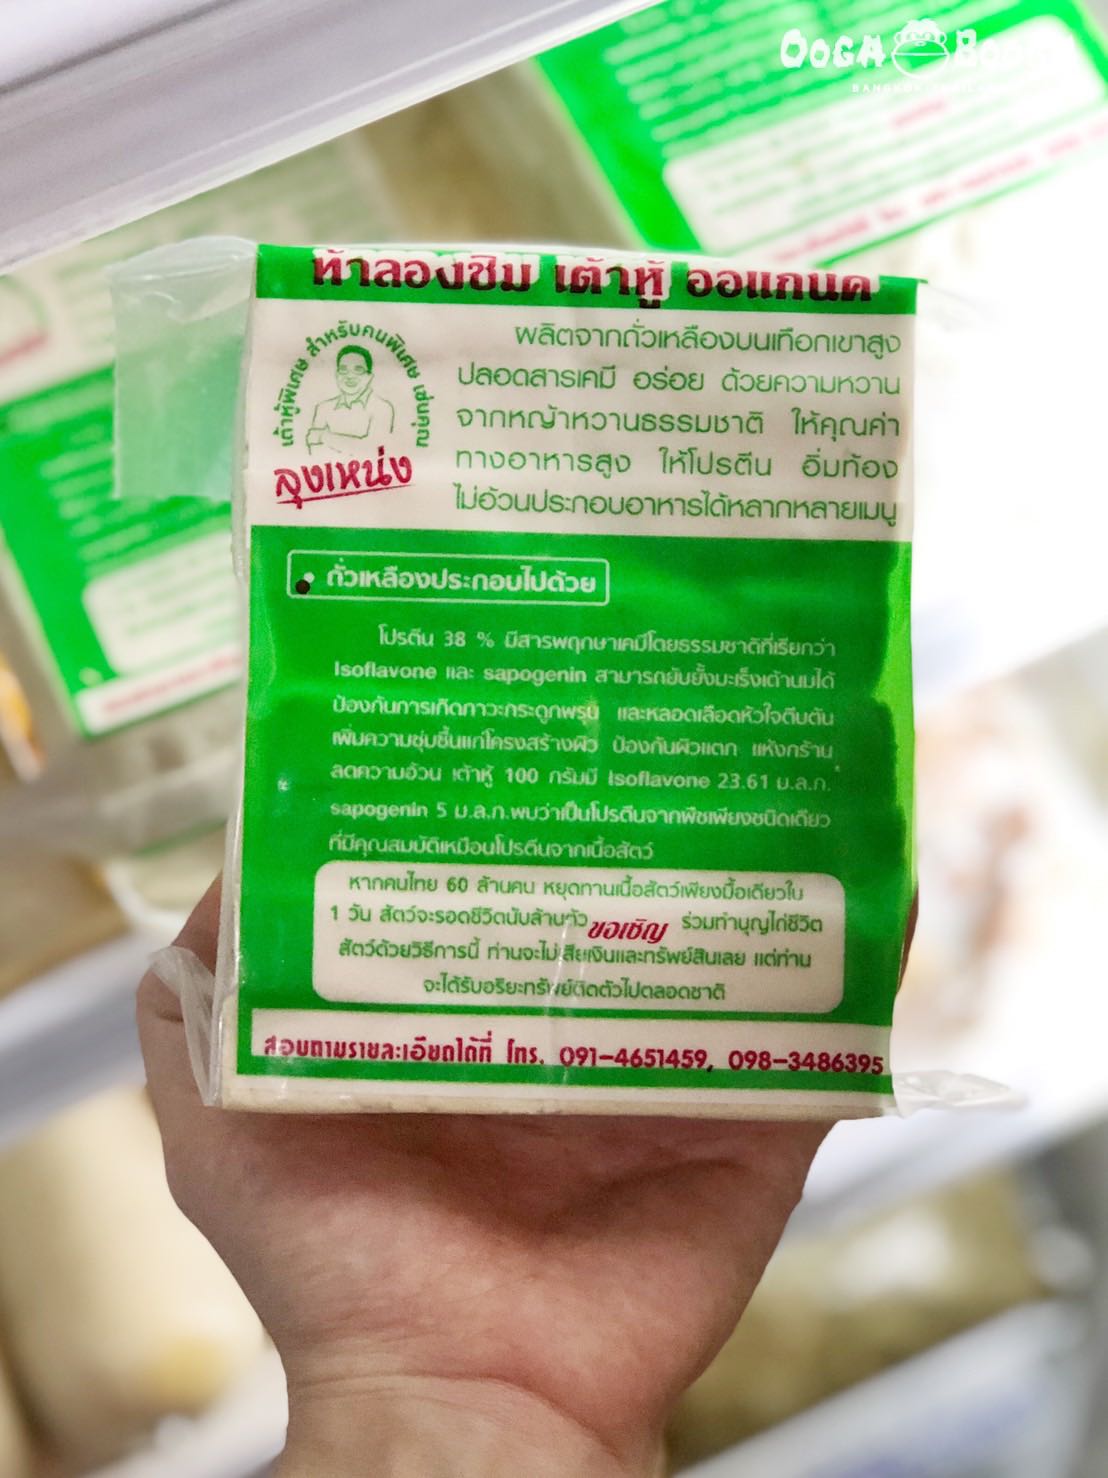 OOGA BOOGA
BANGKOK THAILAND
ท้าลองชิม เต้าหู้ ออแกนิค
เต้าหู้พิเศษ สำหรับคนพิเศษ เช่นคุณ
ลุงเหน่ง
ผลิตจากถั่วเหลืองบนเทือกเขาสูง
ปลอดสารเคมี อร่อย ด้วยความหวาน
จากหญ้าหวานธรรมชาติ ให้คุณค่า
ทางอาหารสูง ให้โปรตีน อิ่มท้อง
ไม่อ้วนประกอบอาหารได้หลากหลายเมนู
• ถั่วเหลืองประกอบไปด้วย
โปรตีน 38 % มีสารพฤกษาเคมีโดยธรรมชาติที่เรียกว่า
Isoflavone และ sapogenin สามารถยับยั้งมะเร็งเต้านมได้
ป้องกันการเกิดภาวะกระดูกพรุน และหลอดเลือดหัวใจตีบตัน
เพิ่มความชุ่มชื้นแก่โครงสร้างผิว ป้องกันผิวแตก แห้งกร้าน
ลดความอ้วน เต้าหู้ 100 กรัมมี Isoflavone 23.61 ม.ล.ก.
sapogenin 5 ม.ล.ก.พบว่าเป็นโปรตีนจากพืชเพียงชนิดเดียว
ที่มีคุณสมบัติเหมือนโปรตีนจากเนื้อสัตว์
หากคนไทย 60 ล้านคน หยุดทานเนื้อสัตว์เพียงมื้อเดียวใน
1 วัน สัตว์จะรอดชีวิตนับล้านตัว ขอเชิญ ร่วมทำบุญไถ่ชีวิต
สัตว์ด้วยวิธีการนี้ ท่านจะไม่เสียเงินและทรัพย์สินเลย แต่ท่าน
จะได้รับอริยะทรัพย์ติดตัวไปตลอดชาติ
สอบถามรายละเอียดได้ที่ โทร. 091-4651459, 098-3486395